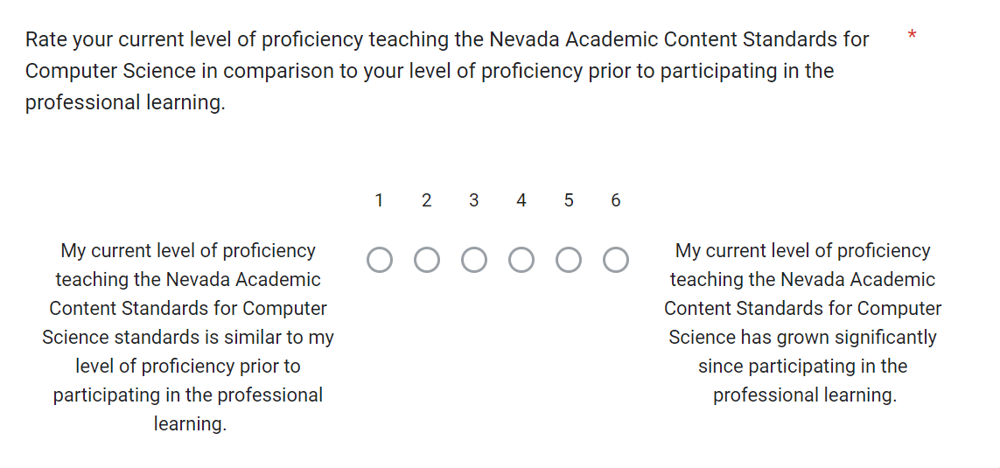 Rate your current level of proficiency teaching the Nevada Academic Content Standards for *
Computer Science in comparison to your level of proficiency prior to participating in the
professional learning.
1 2 3 4 5 6
My current level of proficiency
teaching the Nevada Academic
Content Standards for Computer
Science standards is similar to my
level of proficiency prior to
participating in the professional
learning.
My current level of proficiency
teaching the Nevada Academic
Content Standards for Computer
Science has grown significantly
since participating in the
professional learning.